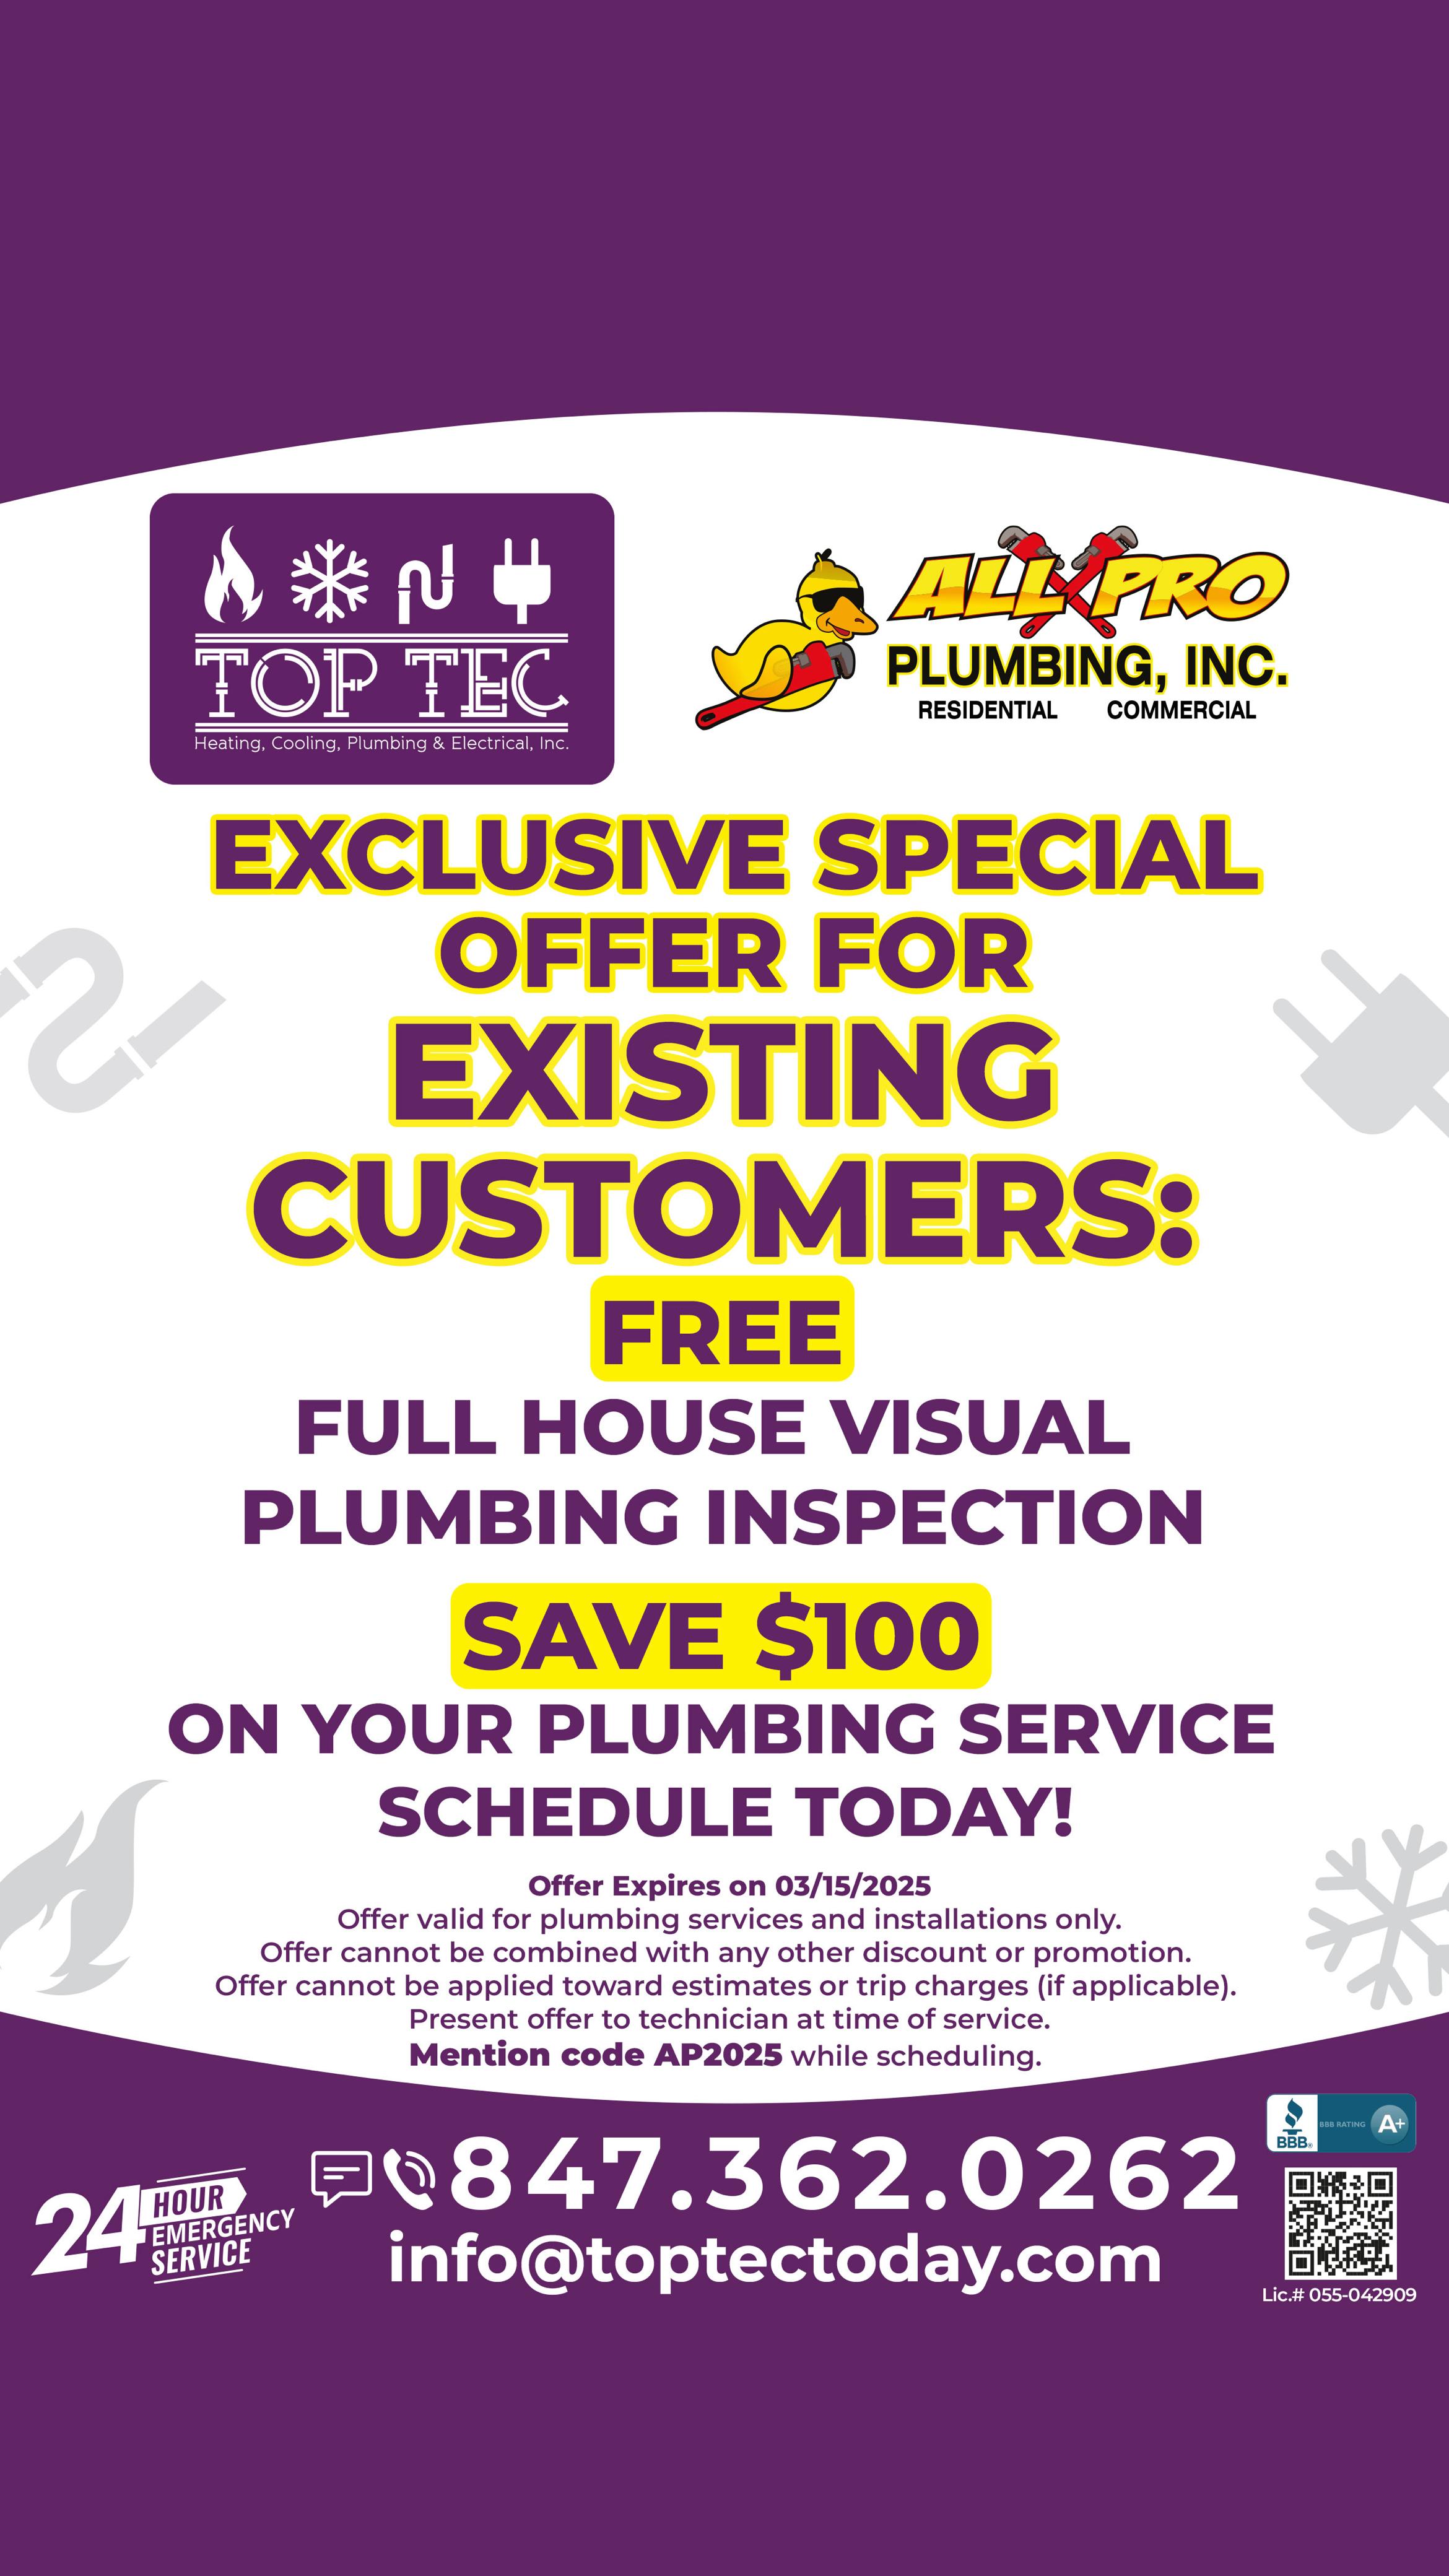 TOP TEC
Heating, Cooling, Plumbing & Electrical, Inc.
ALL PRO
PLUMBING, INC.
RESIDENTIAL COMMERCIAL
EXCLUSIVE SPECIAL
OFFER FOR
EXISTING
CUSTOMERS:
FREE
FULL HOUSE VISUAL
PLUMBING INSPECTION
SAVE $100
ON YOUR PLUMBING SERVICE
SCHEDULE TODAY!
Offer Expires on 03/15/2025
Offer valid for plumbing services and installations only.
Offer cannot be combined with any other discount or promotion.
Offer cannot be applied toward estimates or trip charges (if applicable).
Present offer to technician at time of service.
Mention code AP2025 while scheduling.
24 HOUR
EMERGENCY
SERVICE
847.362.0262
info@toptectoday.com
BBB®
BBB RATING A+
Lic.# 055-042909